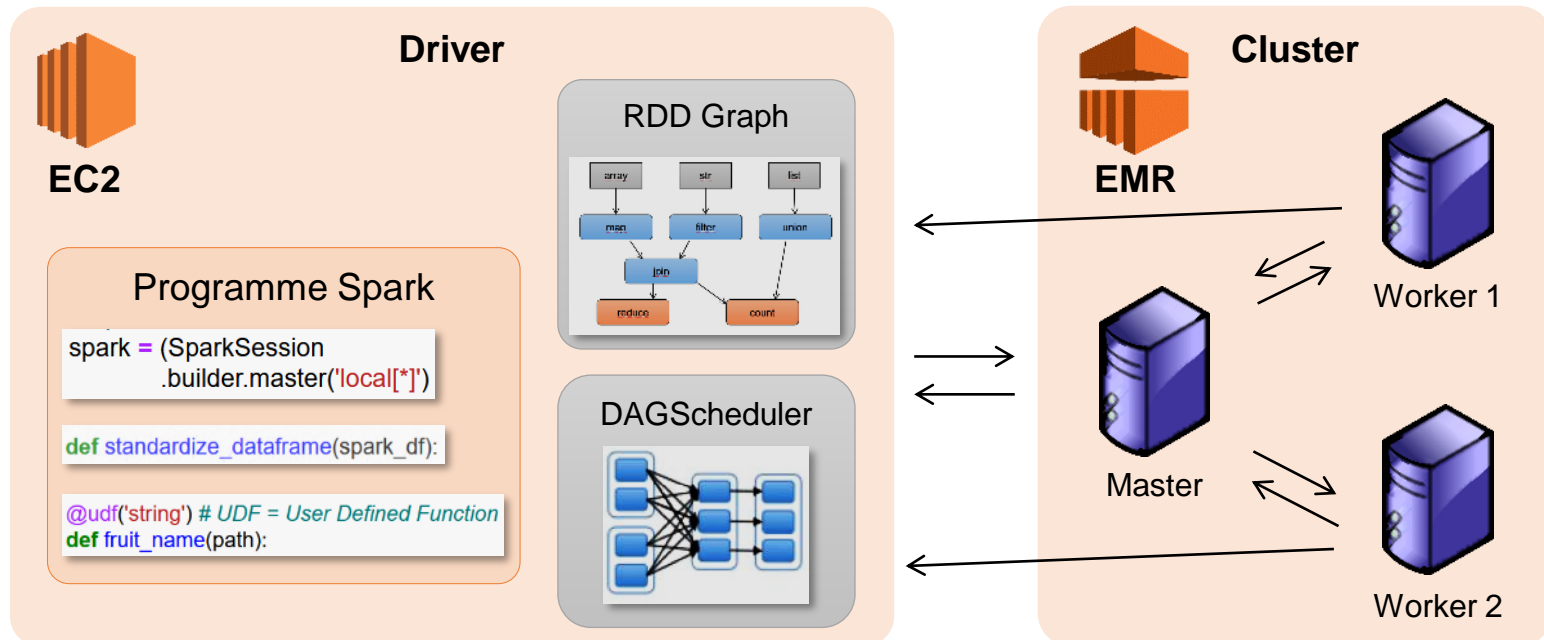 Driver
EC2
Programme Spark
spark = (SparkSession
.builder.master('local[*]')
def standardize_dataframe(spark_df):
@udf('string') # UDF = User Defined Function
def fruit_name(path):
RDD Graph
array str list
map filter union
join
reduce count
DAGScheduler
Cluster
EMR
Worker 1
Master
Worker 2